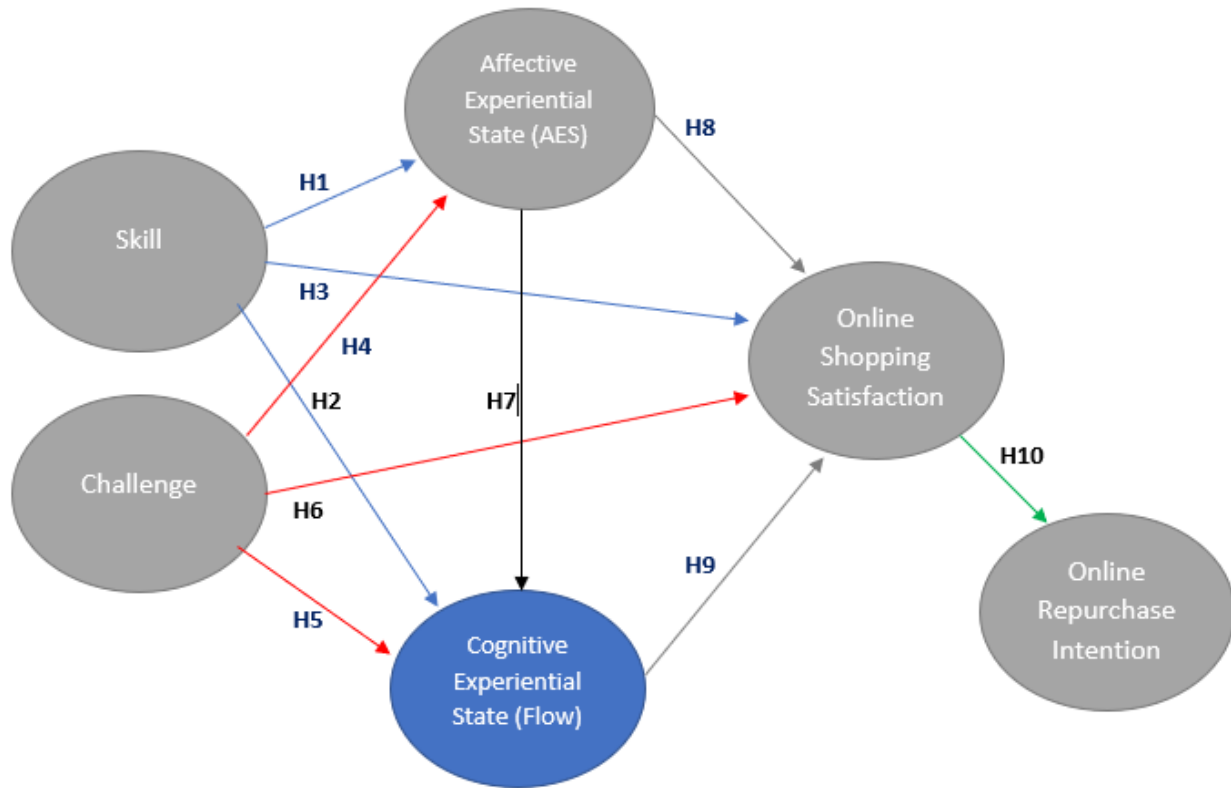 Affective
Experiential
State (AES)
H8
H1
Skill
H3
H4
H2
H7
Online
Shopping
Satisfaction
H10
Challenge
H6
H9
H5
Online
Repurchase
Intention
Cognitive
Experiential
State (Flow)